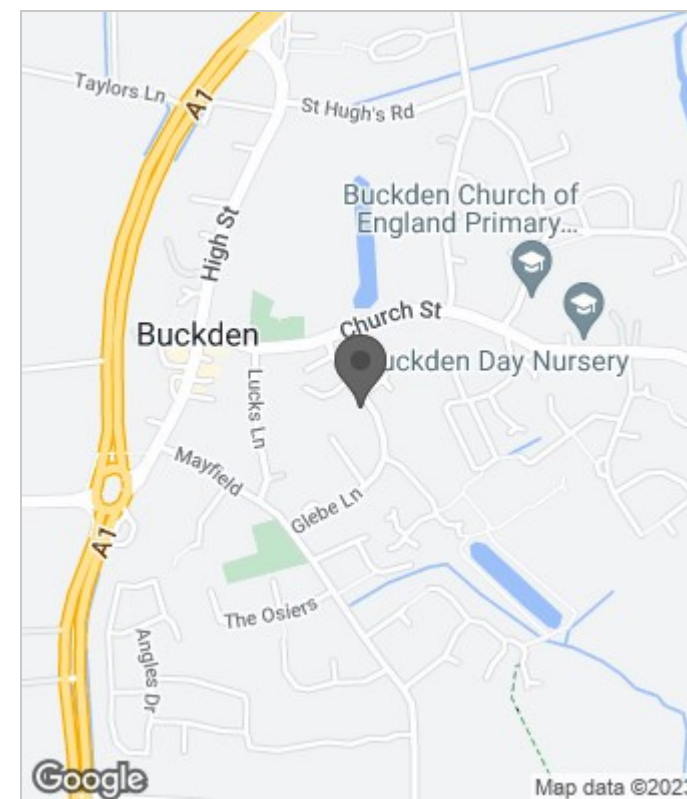 Taylors Ln
A1
St Hugh's Rd
High St
Buckden Church of
England Primary...
Church St
Buckden
uckden Day Nursery
Lucks Ln
Mayfield
Glebe Ln
A1
The Osiers
Angles Dr
Google
Map data ©2023